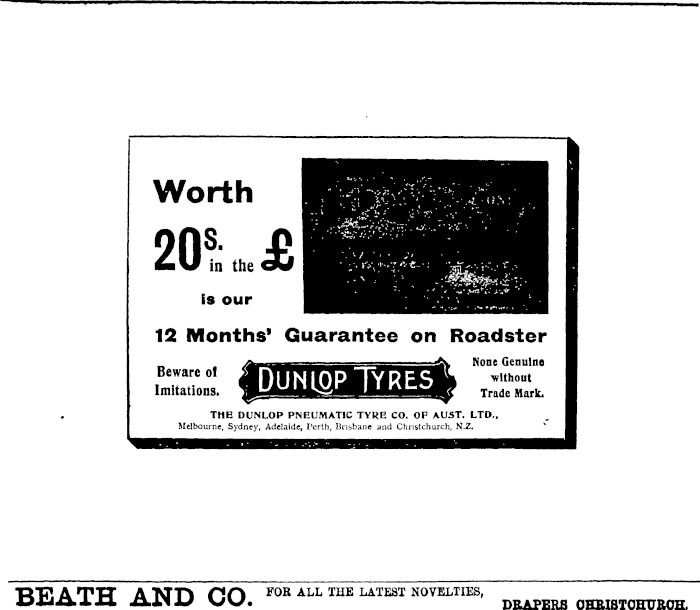 Worth
20s. in the £
is our
12 Months' Guarantee on Roadster
Beware of
Imitations.
DUNLOP TYRES
None Genuine
without
Trade Mark.
THE DUNLOP PNEUMATIC TYRE CO. OF AUST. LTD.,
Melbourne, Sydney, Adelaide, Perth, Brisbane and Christchurch, N.Z.
BEATH AND CO. FOR ALL THE LATEST NOVELTIES, DRAPERS CHRISTCHURCH.